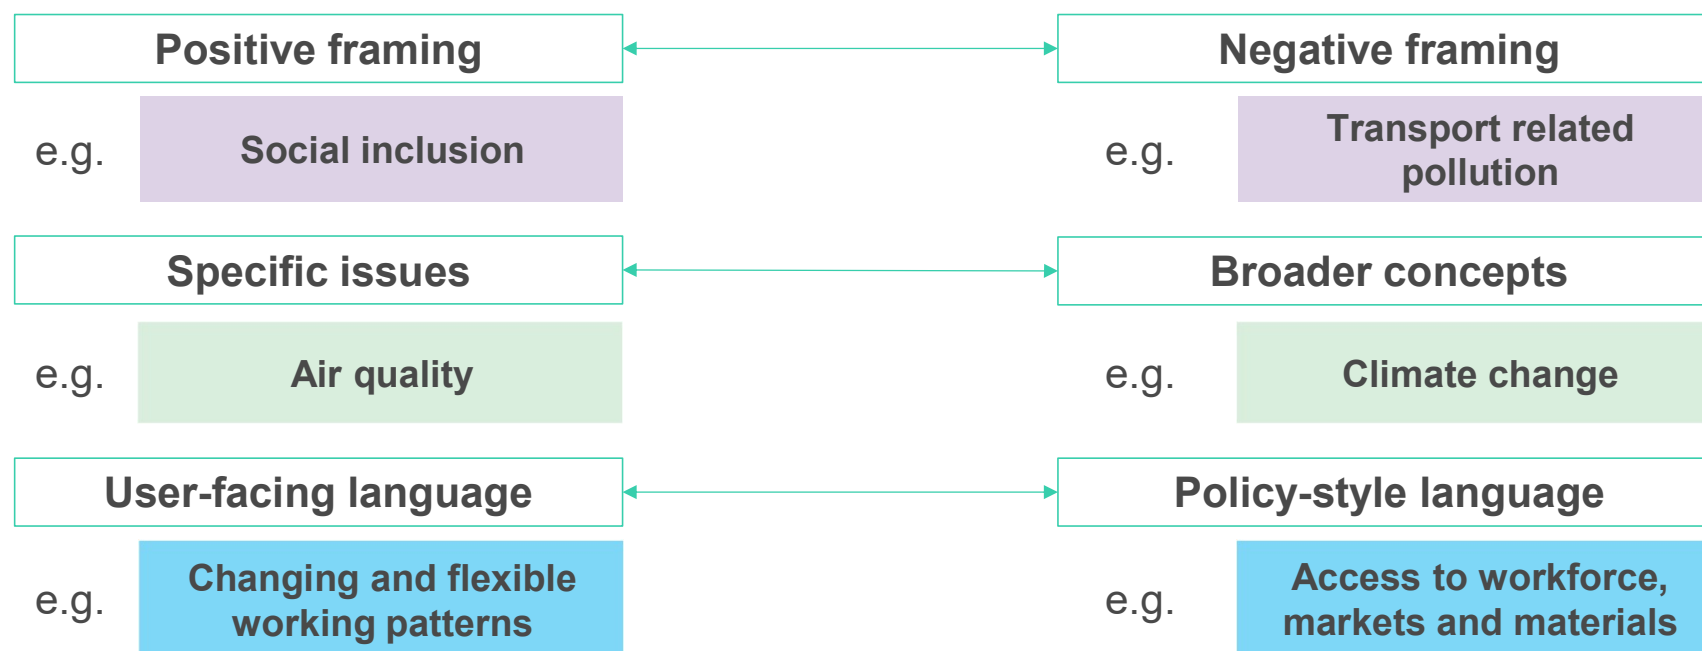 Positive framing
Negative framing
e.g.
Social inclusion
e.g.
Transport related
pollution
Specific issues
Broader concepts
e.g.
Air quality
e.g.
Climate change
User-facing language
Policy-style language
e.g.
Changing and flexible
working patterns
e.g.
Access to workforce,
markets and materials